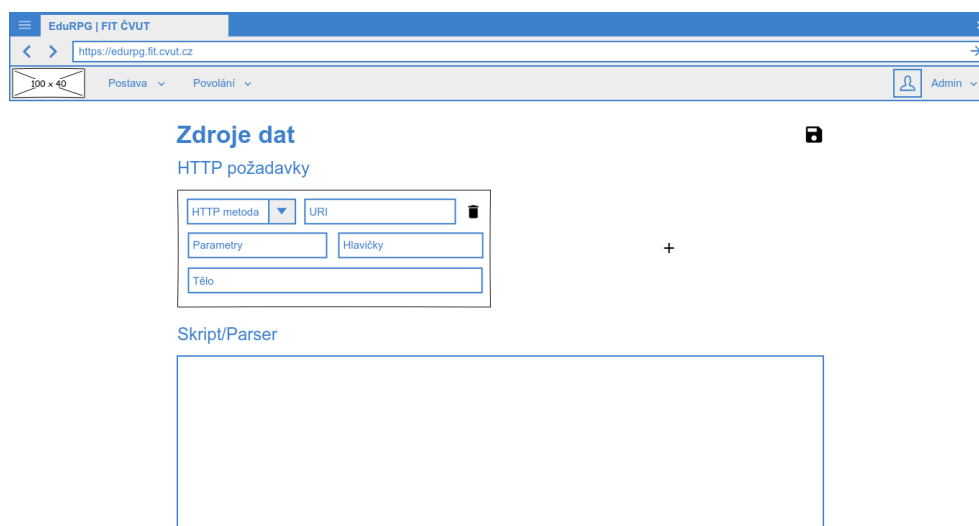 EduRPG | FIT ČVUT
https://edurpg.fit.cvut.cz
100 x 40 Postava Povolání Admin
Zdroje dat
HTTP požadavky
HTTP metoda URI
Parametry Hlavičky
+
Tělo
Skript/Parser